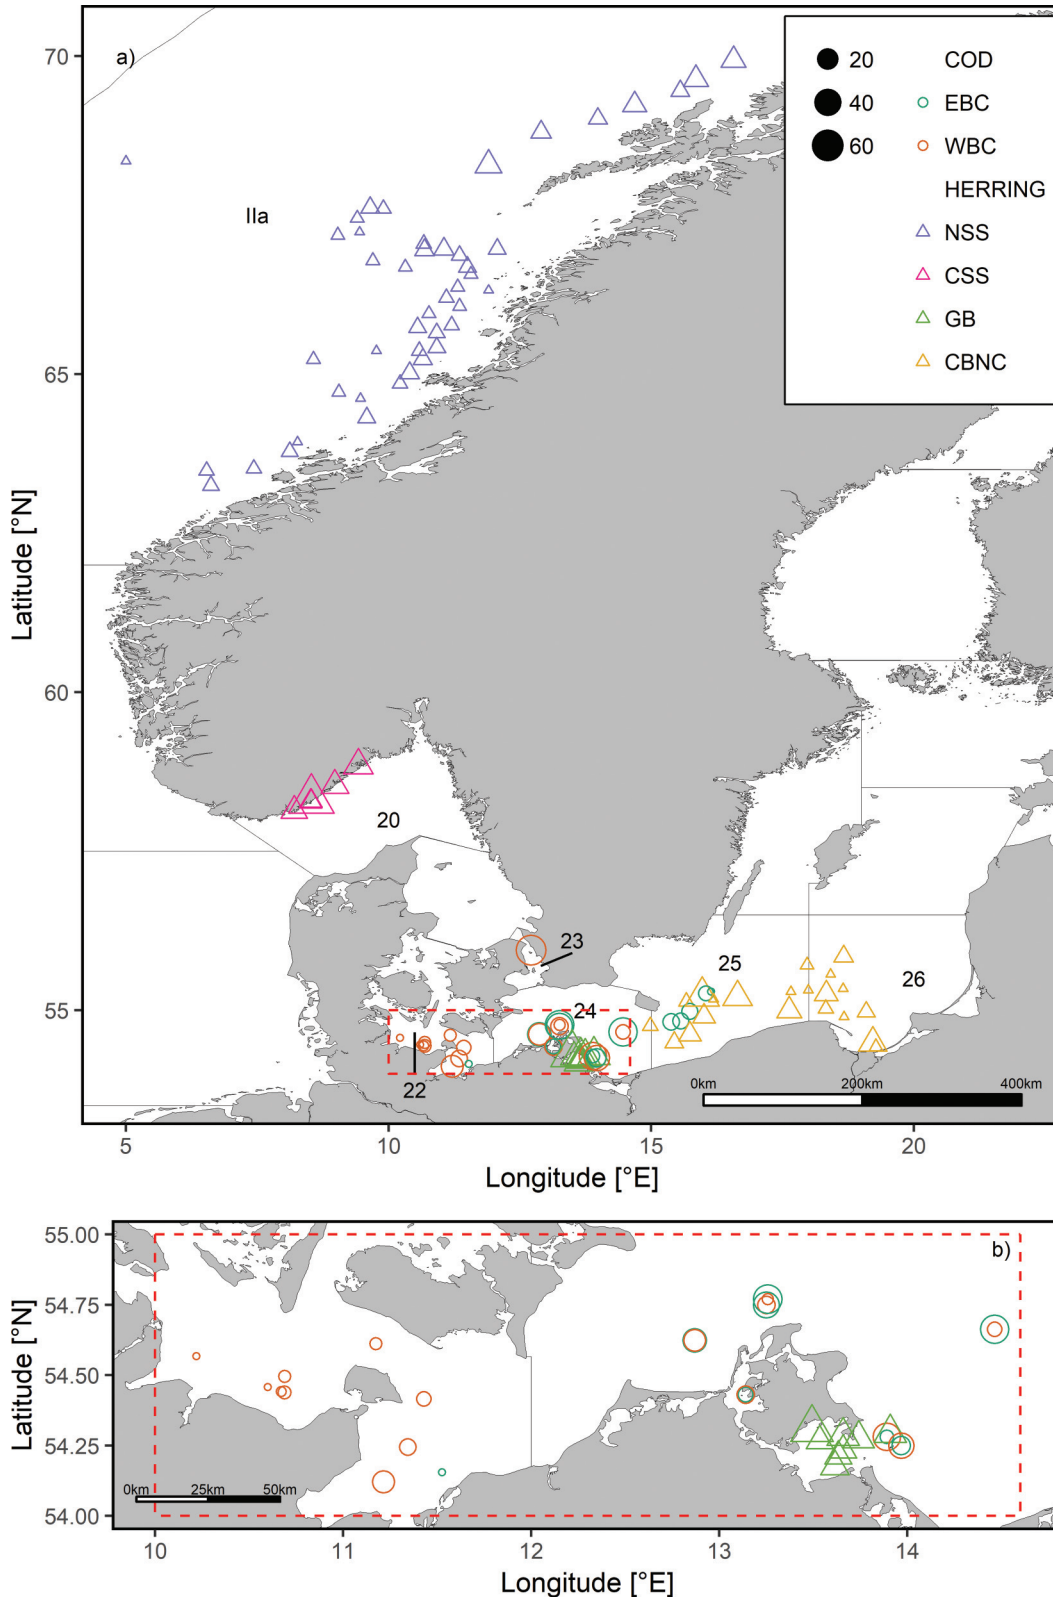 a)
70
65
60
55
Latitude [°N]
IIa
20
40
60
COD
EBC
WBC
HERRING
NSS
CSS
GB
CBNC
20
23
25
26
24
22
0km
200km
400km
5
10
15
20
Longitude [°E]
b)
55.00
54.75
54.50
54.25
54.00
Latitude [°N]
0km
25km
50km
10
11
12
13
14
Longitude [°E]